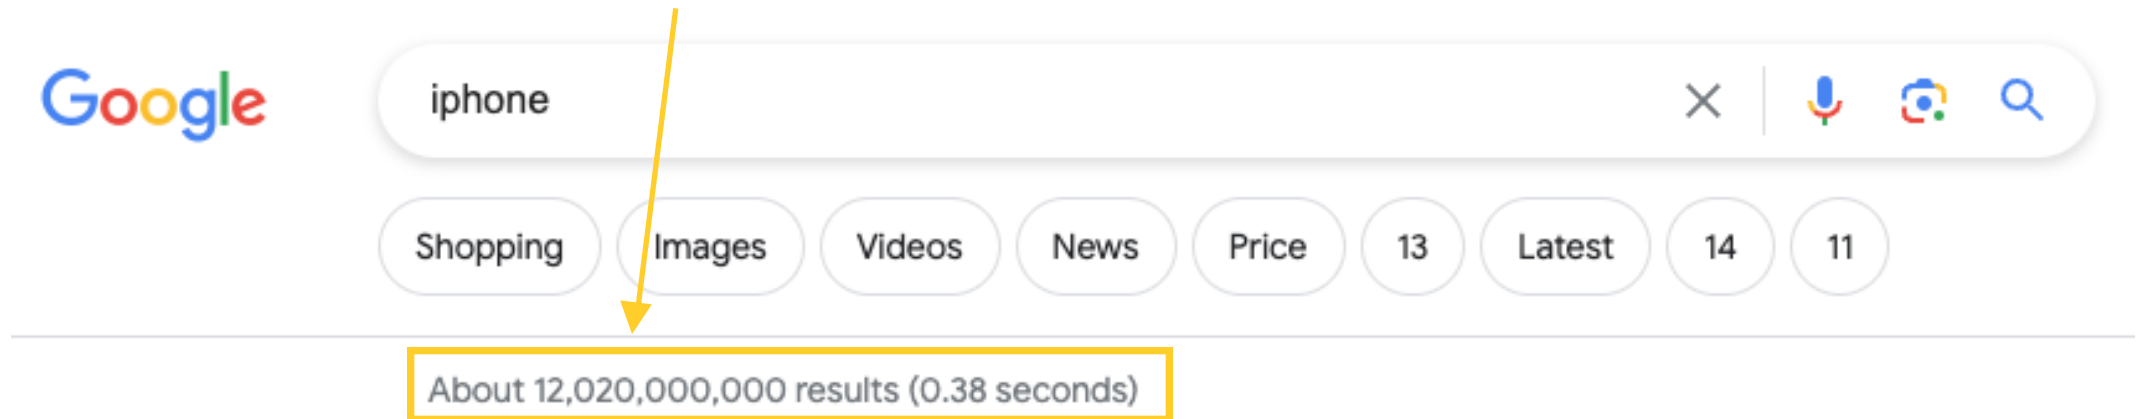 Google
iphone
Shopping Images Videos News Price 13 Latest 14 11
About 12,020,000,000 results (0.38 seconds)